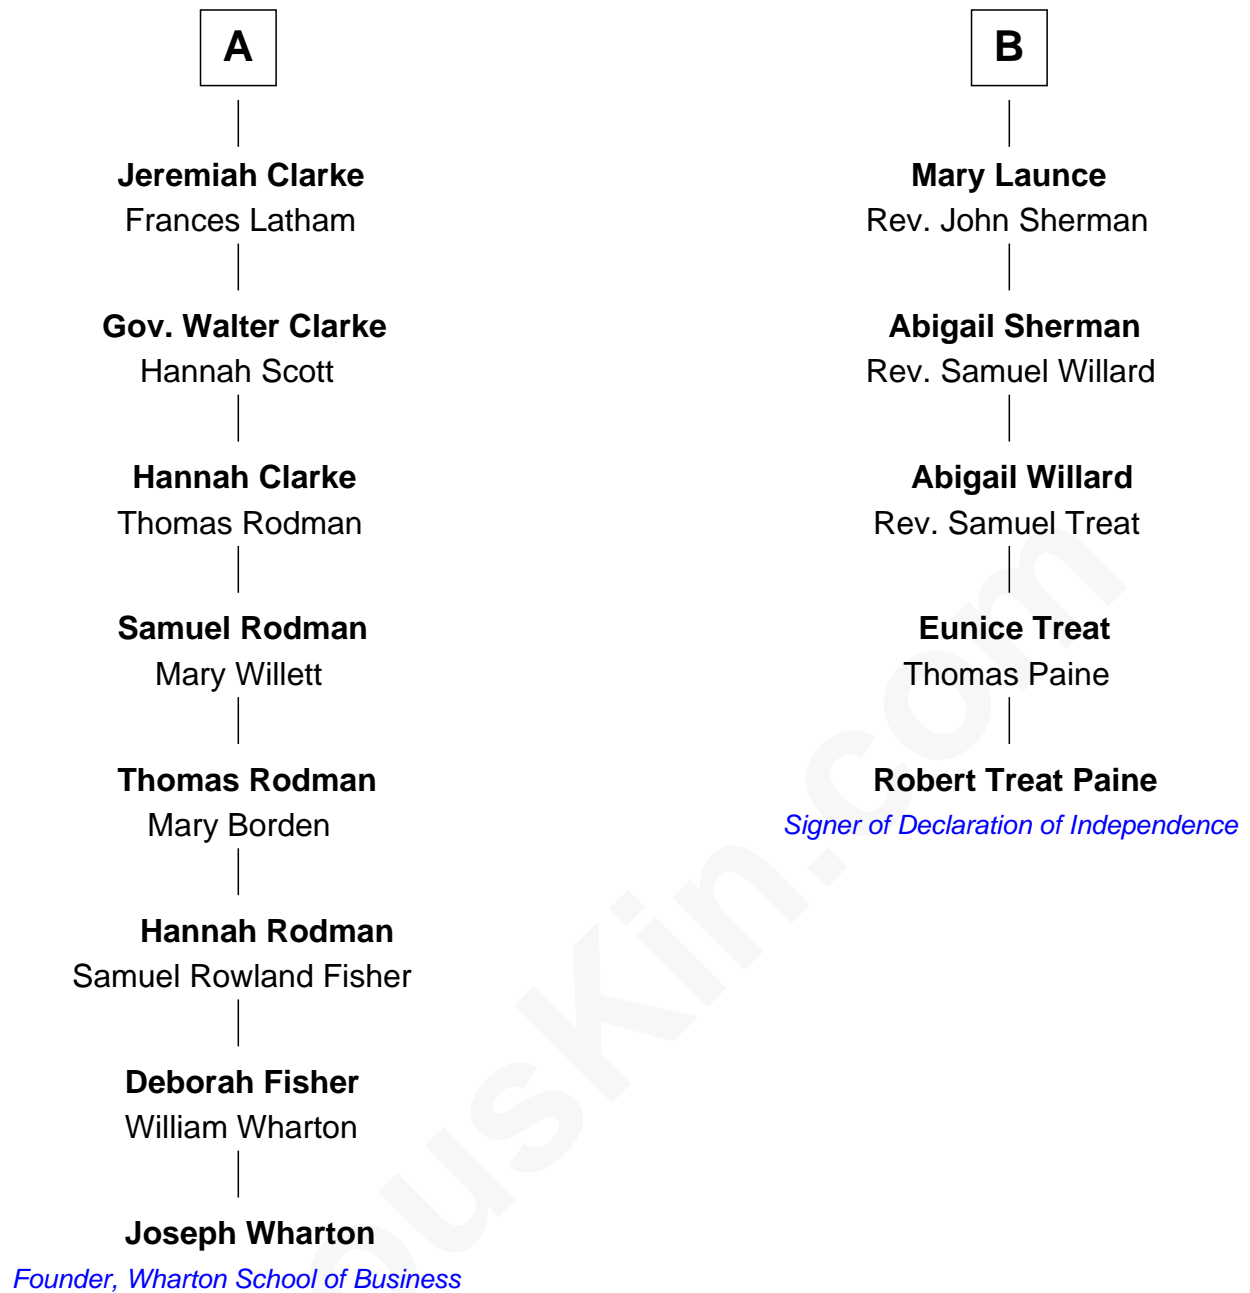 A
Jeremiah Clarke
Frances Latham
Gov. Walter Clarke
Hannah Scott
Hannah Clarke
Thomas Rodman
Samuel Rodman
Mary Willett
Thomas Rodman
Mary Borden
Hannah Rodman
Samuel Rowland Fisher
Deborah Fisher
William Wharton
Joseph Wharton
Founder, Wharton School of Business
B
Mary Launce
Rev. John Sherman
Abigail Sherman
Rev. Samuel Willard
Abigail Willard
Rev. Samuel Treat
Eunice Treat
Thomas Paine
Robert Treat Paine
Signer of Declaration of Independence
ousKin.com